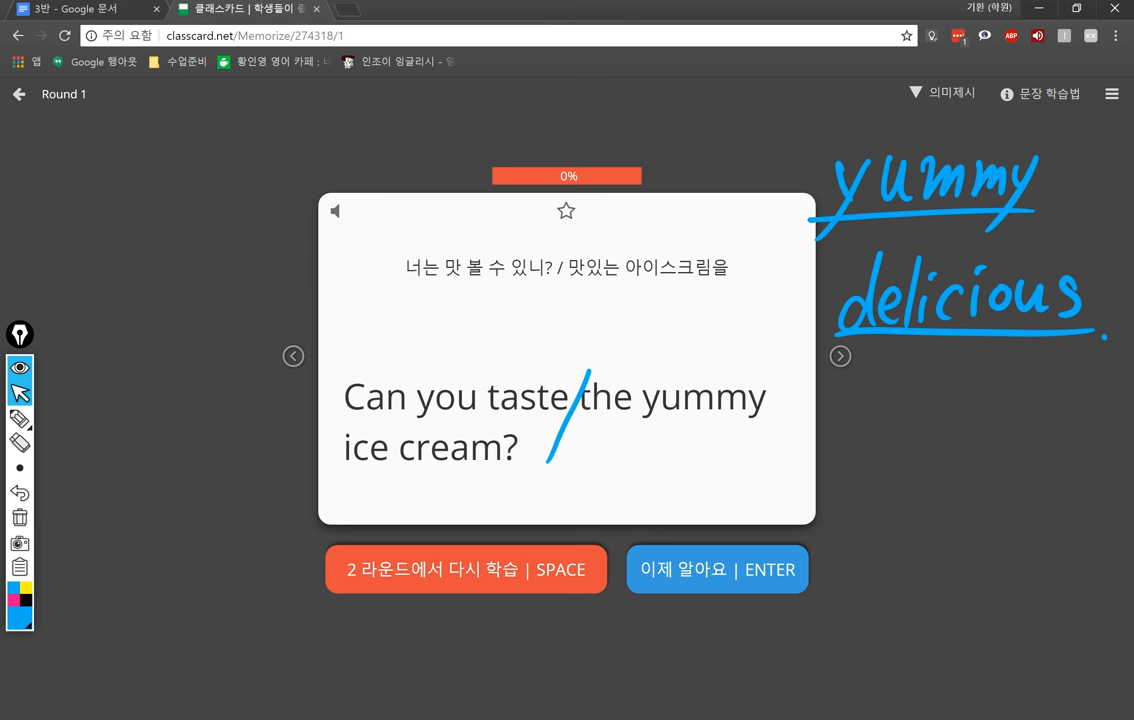 3반 - Google 문서
클래스카드 | 학생들이 좋
기환 (학원)
주의 요함 | classcard.net/Memorize/274318/1
1
ABP
앱 Google 행아웃 수업준비 황인영 영어 카페 : 네 인조이 잉글리시 - 영
Round 1
의미제시 문장 학습법
0%
너는 맛 볼 수 있니? / 맛있는 아이스크림을
Can you taste / the yummy
ice cream?
yummy
delicious.
2 라운드에서 다시 학습 | SPACE
이제 알아요 | ENTER